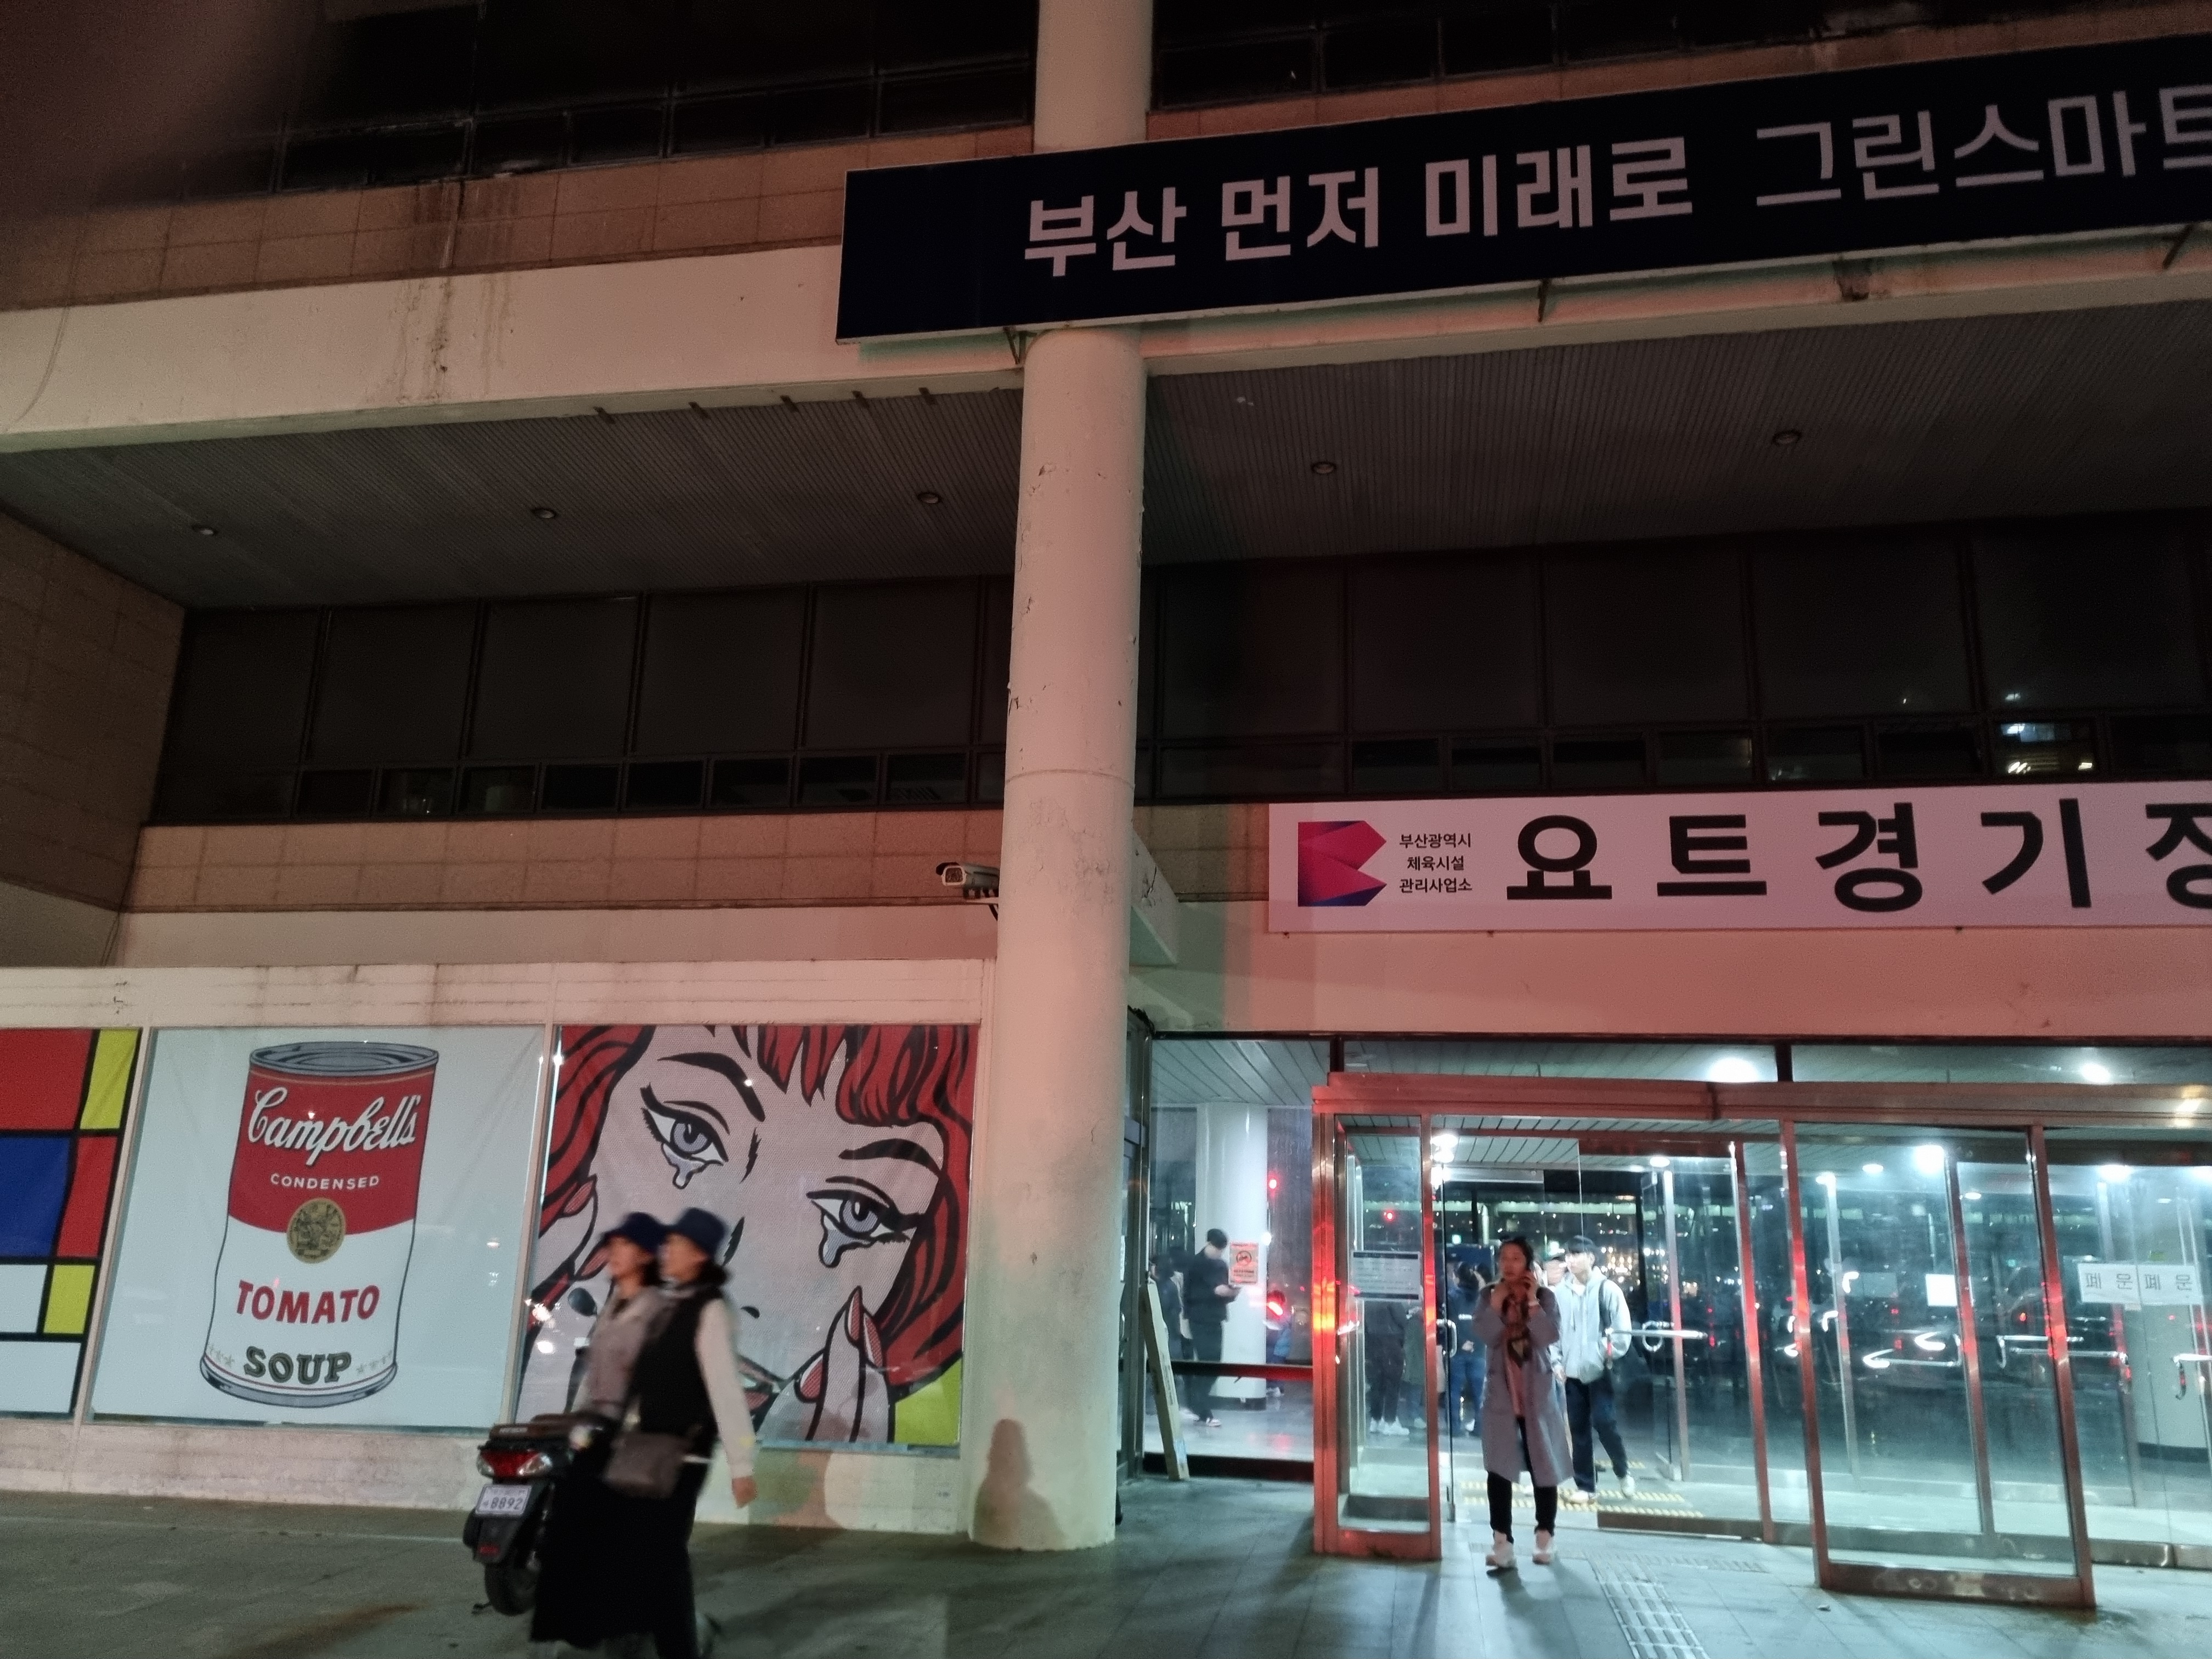 부산 먼저 미래로 그린스마트
부산광역시
체육시설
관리사업소
요트경기장
Campbell's
CONDENSED
TOMATO
SOUP
8892
폐문 폐문